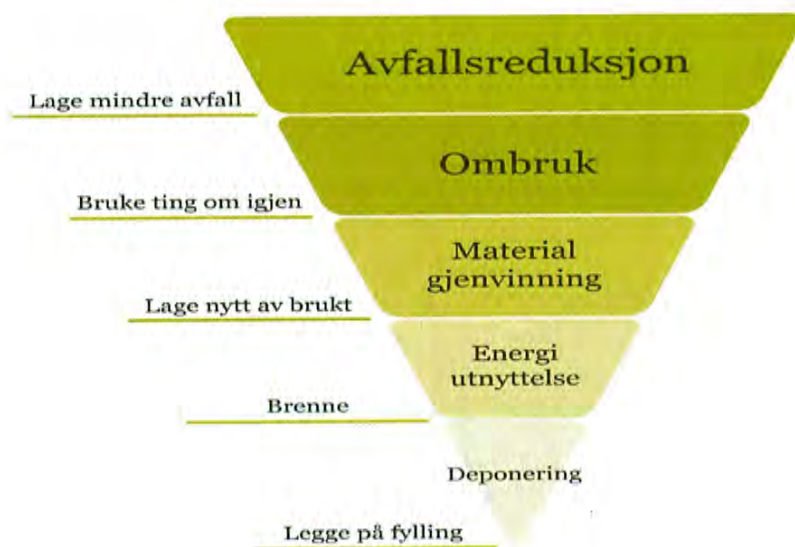 Avfallsreduksjon
Lage mindre avfall
Ombruk
Bruke ting om igjen
Material
gjenvinning
Lage nytt av brukt
Energi
utnyttelse
Brenne
Deponering
Legge på fylling